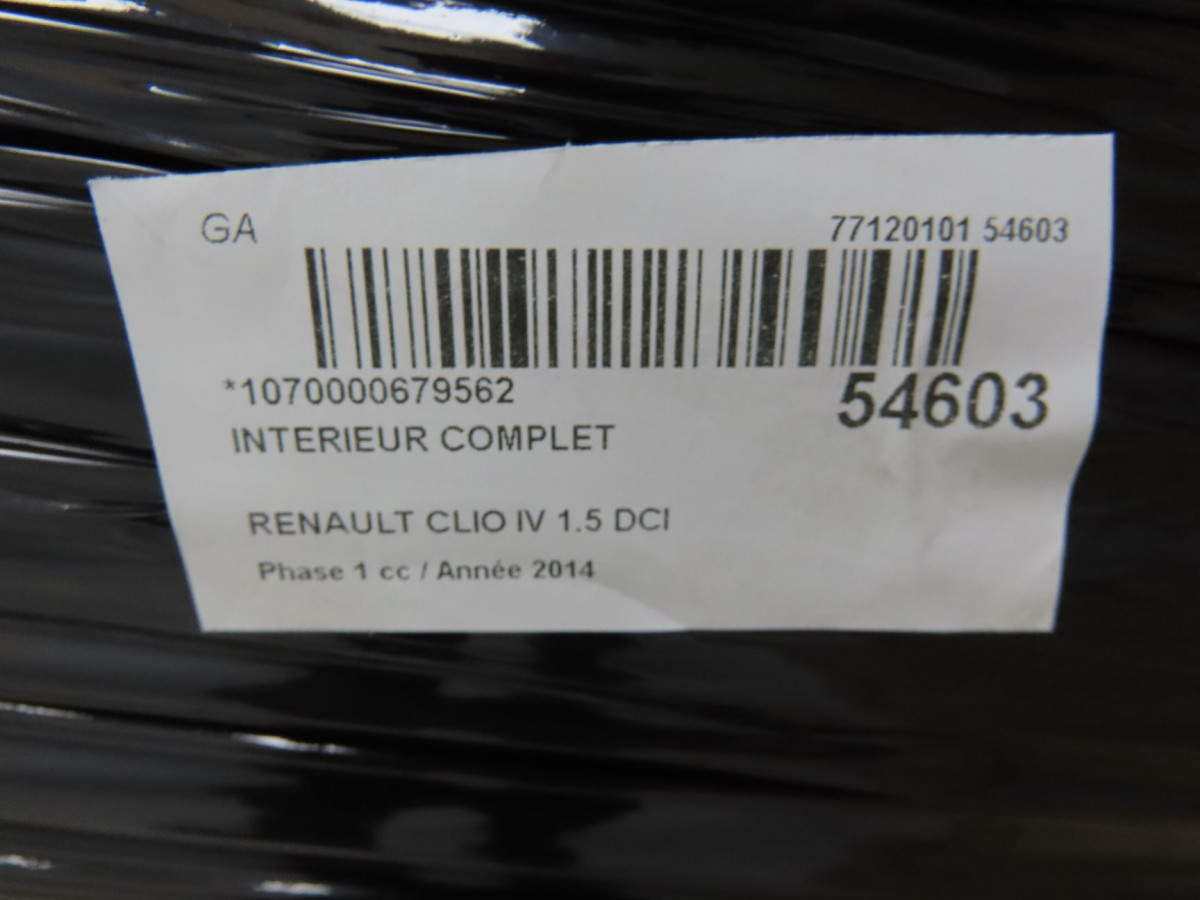 GA 77120101 54603
*1070000679562 54603
INTERIEUR COMPLET
RENAULT CLIO IV 1.5 DCI
Phase 1 cc / Année 2014